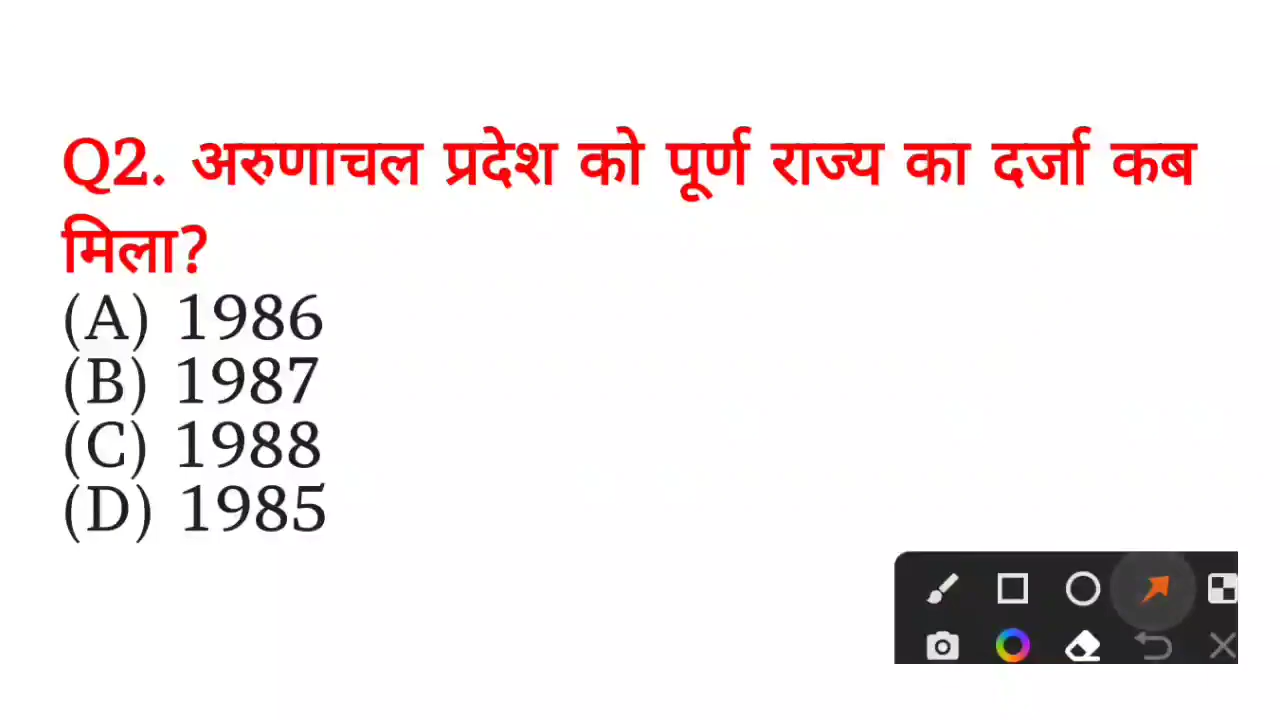 Q2. अरुणाचल प्रदेश को पूर्ण राज्य का दर्जा कब
मिला?
(A) 1986
(B) 1987
(C) 1988
(D) 1985